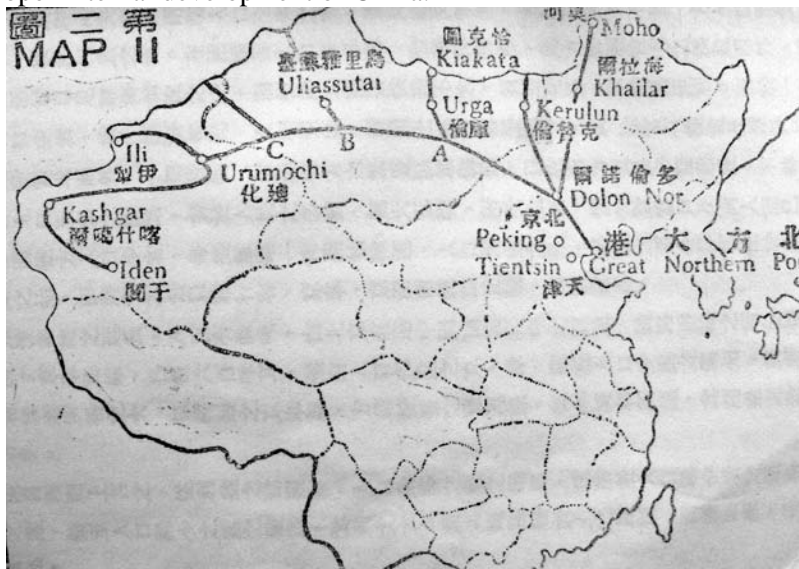 第二圖
MAP II
漠河
Moho
恰克圖
Kiakata
烏里雅蘇臺
Uliassutai
海拉爾
Khailar
Urga
庫倫
Kerulun
克魯倫
A
B
C
Ili
伊犂
Urumochi
迪化
多倫諾爾
Dolon Nor
Kashgar
喀什噶爾
北京
Peking
北方大港
Great Northern Po
Tientsin
天津
Iden
于闐